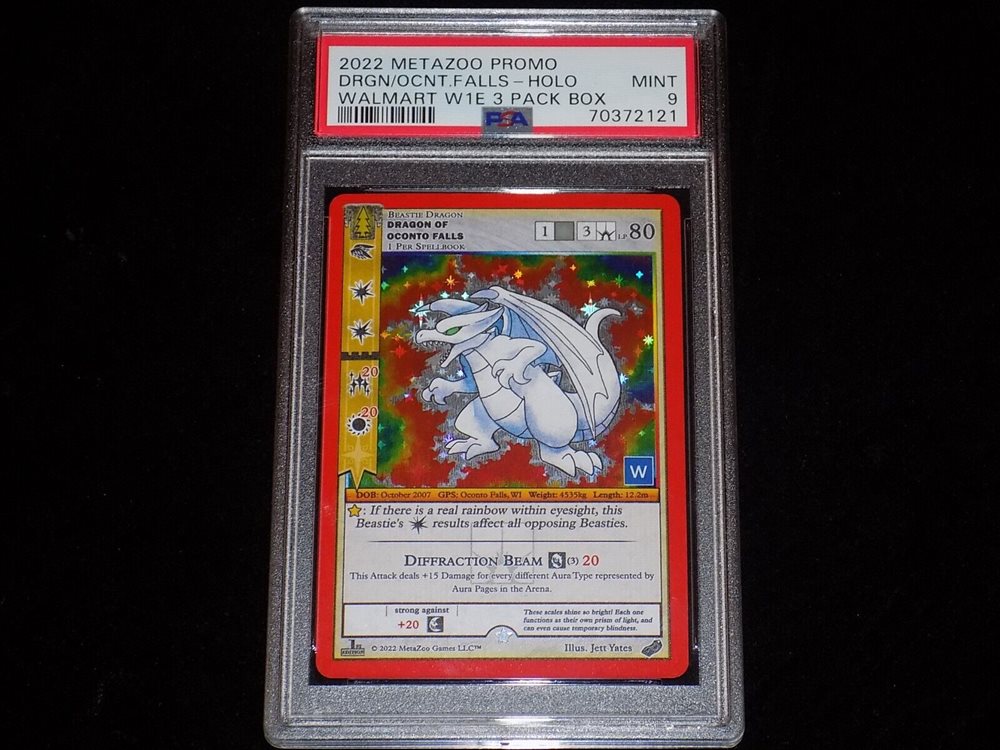 2022 METAZOO PROMO
DRGN/OCNT.FALLS-HOLO MINT
WALMART W1E 3 PACK BOX 9
PSA 70372121
BEASTIE DRAGON
DRAGON OF
OCONTO FALLS
1 PER SPELLBOOK
1 3 LP 80
20
20
W
DOB: October 2007 GPS: Oconto Falls, WI Weight: 4535kg Length: 12.2m
: If there is a real rainbow within eyesight, this
Beastie's results affect all opposing Beasties.
DIFFRACTION BEAM (3) 20
This Attack deals +15 Damage for every different Aura Type represented by
Aura Pages in the Arena.
strong against
+20
These scales shine so bright! Each one
functions as their own prism of light, and
can even cause temporary blindness.
1ST
EDITION
© 2022 MetaZoo Games LLC™ Illus. Jett Yates